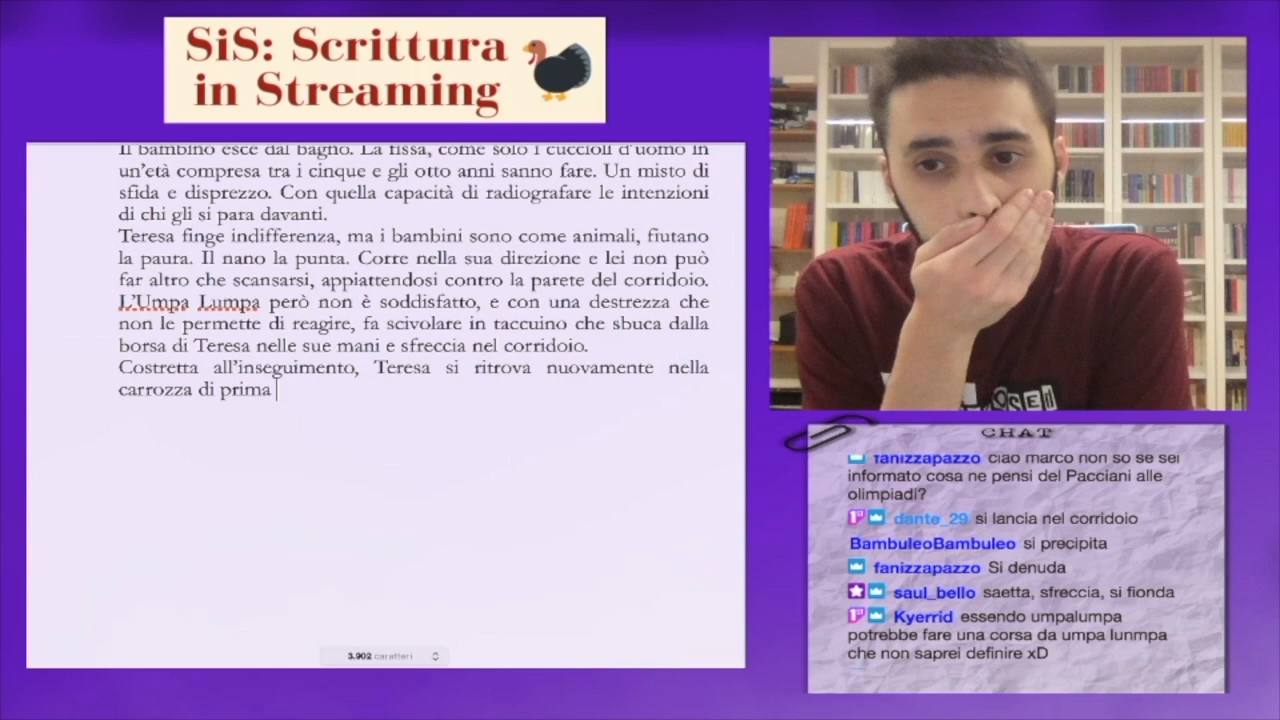 SiS: Scrittura
in Streaming
Il bambino esce dal bagno. La fissa, come solo i cuccioli d'uomo in
un'età compresa tra i cinque e gli otto anni sanno fare. Un misto di
sfida e disprezzo. Con quella capacità di radiografare le intenzioni
di chi gli si para davanti.
Teresa finge indifferenza, ma i bambini sono come animali, fiutano
la paura. Il nano la punta. Corre nella sua direzione e lei non può
far altro che scansarsi, appiattendosi contro la parete del corridoio.
L'Umpa Lumpa però non è soddisfatto, e con una destrezza che
non le permette di reagire, fa scivolare in taccuino che sbuca dalla
borsa di Teresa nelle sue mani e sfreccia nel corridoio.
Costretta all'inseguimento, Teresa si ritrova nuovamente nella
carrozza di prima
3.902 caratteri
CHAT
fanizzapazzo ciao marco non so se sei
informato cosa ne pensi del Pacciani alle
olimpiadi?
dante_29 si lancia nel corridoio
BambuleoBambuleo si precipita
fanizzapazzo Si denuda
saul_bello saetta, sfreccia, si fionda
Kyerrid essendo umpalumpa
potrebbe fare una corsa da umpa lunmpa
che non saprei definire xD